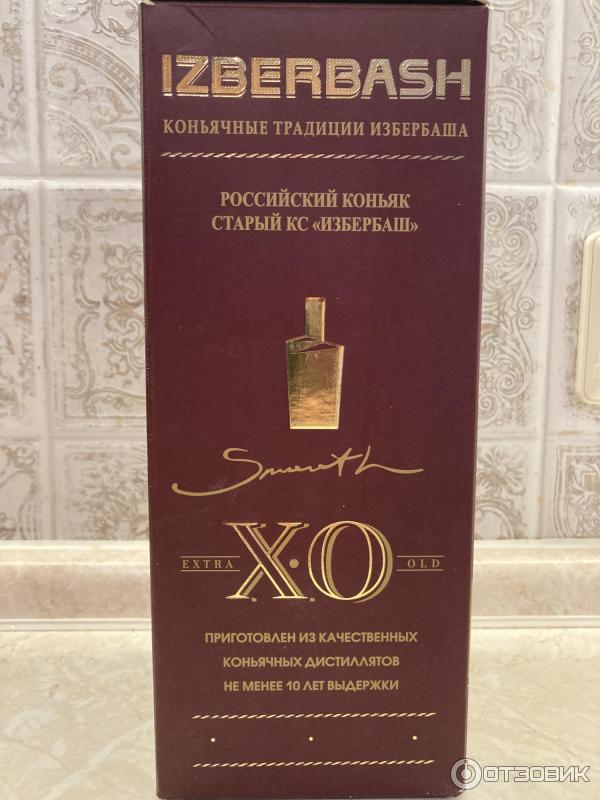 IZBERBASH
КОНЬЯЧНЫЕ ТРАДИЦИИ ИЗБЕРБАША
РОССИЙСКИЙ КОНЬЯК
СТАРЫЙ КС «ИЗБЕРБАШ»
EXTRA X.O OLD
ПРИГОТОВЛЕН ИЗ КАЧЕСТВЕННЫХ
КОНЬЯЧНЫХ ДИСТИЛЛЯТОВ
НЕ МЕНЕЕ 10 ЛЕТ ВЫДЕРЖКИ
ОТЗОВИК